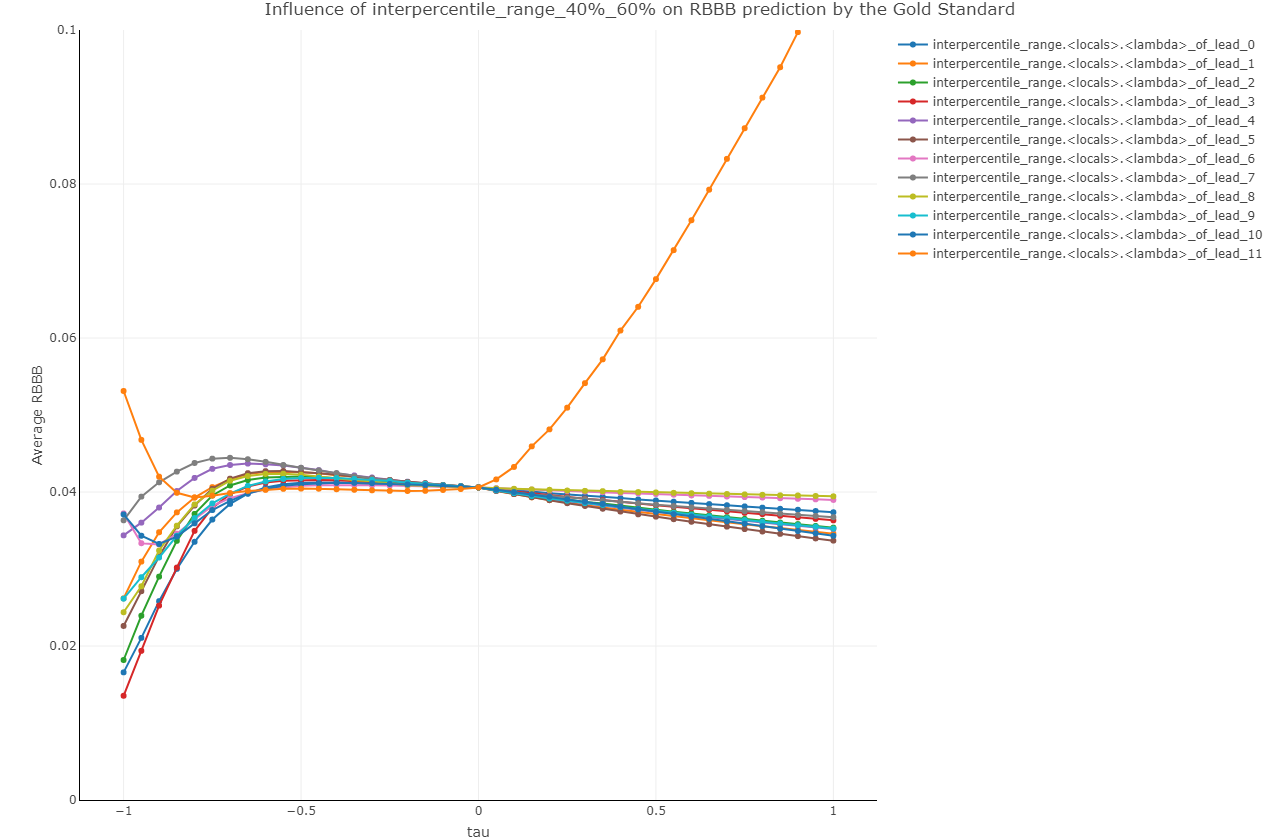 Influence of interpercentile_range_40%_60% on RBBB prediction by the Gold Standard
0.1
0.08
0.06
0.04
0.02
0
Average RBBB
−1
−0.5
0
0.5
1
tau
interpercentile_range.<locals>.<lambda>_of_lead_0
interpercentile_range.<locals>.<lambda>_of_lead_1
interpercentile_range.<locals>.<lambda>_of_lead_2
interpercentile_range.<locals>.<lambda>_of_lead_3
interpercentile_range.<locals>.<lambda>_of_lead_4
interpercentile_range.<locals>.<lambda>_of_lead_5
interpercentile_range.<locals>.<lambda>_of_lead_6
interpercentile_range.<locals>.<lambda>_of_lead_7
interpercentile_range.<locals>.<lambda>_of_lead_8
interpercentile_range.<locals>.<lambda>_of_lead_9
interpercentile_range.<locals>.<lambda>_of_lead_10
interpercentile_range.<locals>.<lambda>_of_lead_11